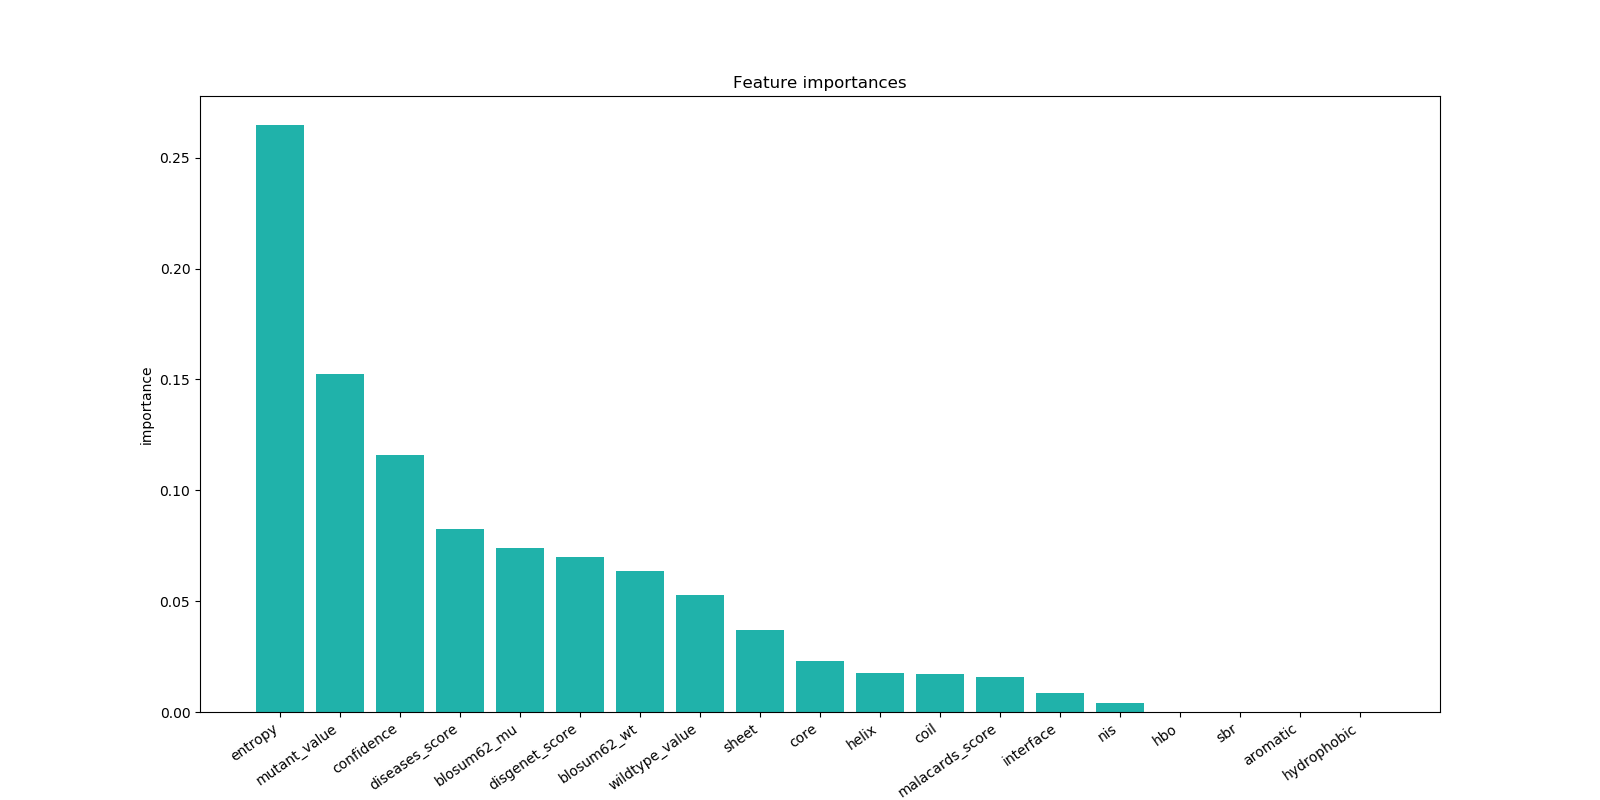 Feature importances
importance
0.25
0.20
0.15
0.10
0.05
0.00
entropy
mutant_value
confidence
diseases_score
blosum62_mu
disgenet_score
blosum62_wt
wildtype_value
sheet
core
helix
coil
malacards_score
interface
nis
hbo
sbr
aromatic
hydrophobic